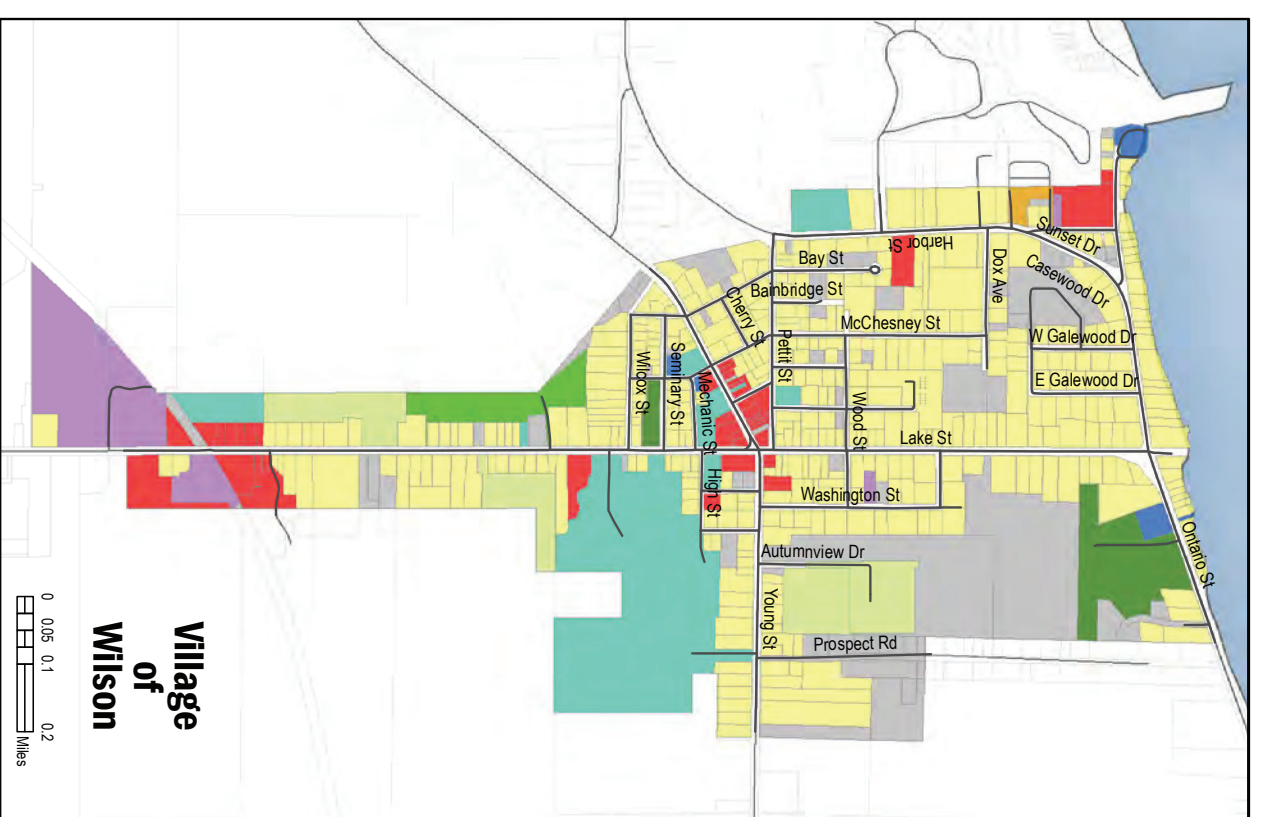 Sunset Dr
Harbor St
Casewood Dr
Bay St
Dox Ave
Bainbridge St
Cherry St
McChesney St
W Galewood Dr
Pettit St
Wilcox St
Seminary St
Mechanic St
E Galewood Dr
Wood St
Lake St
High St
Washington St
Ontario St
Autumnview Dr
Young St
Prospect Rd
Village
of
Wilson
0 0.05 0.1 0.2
Miles